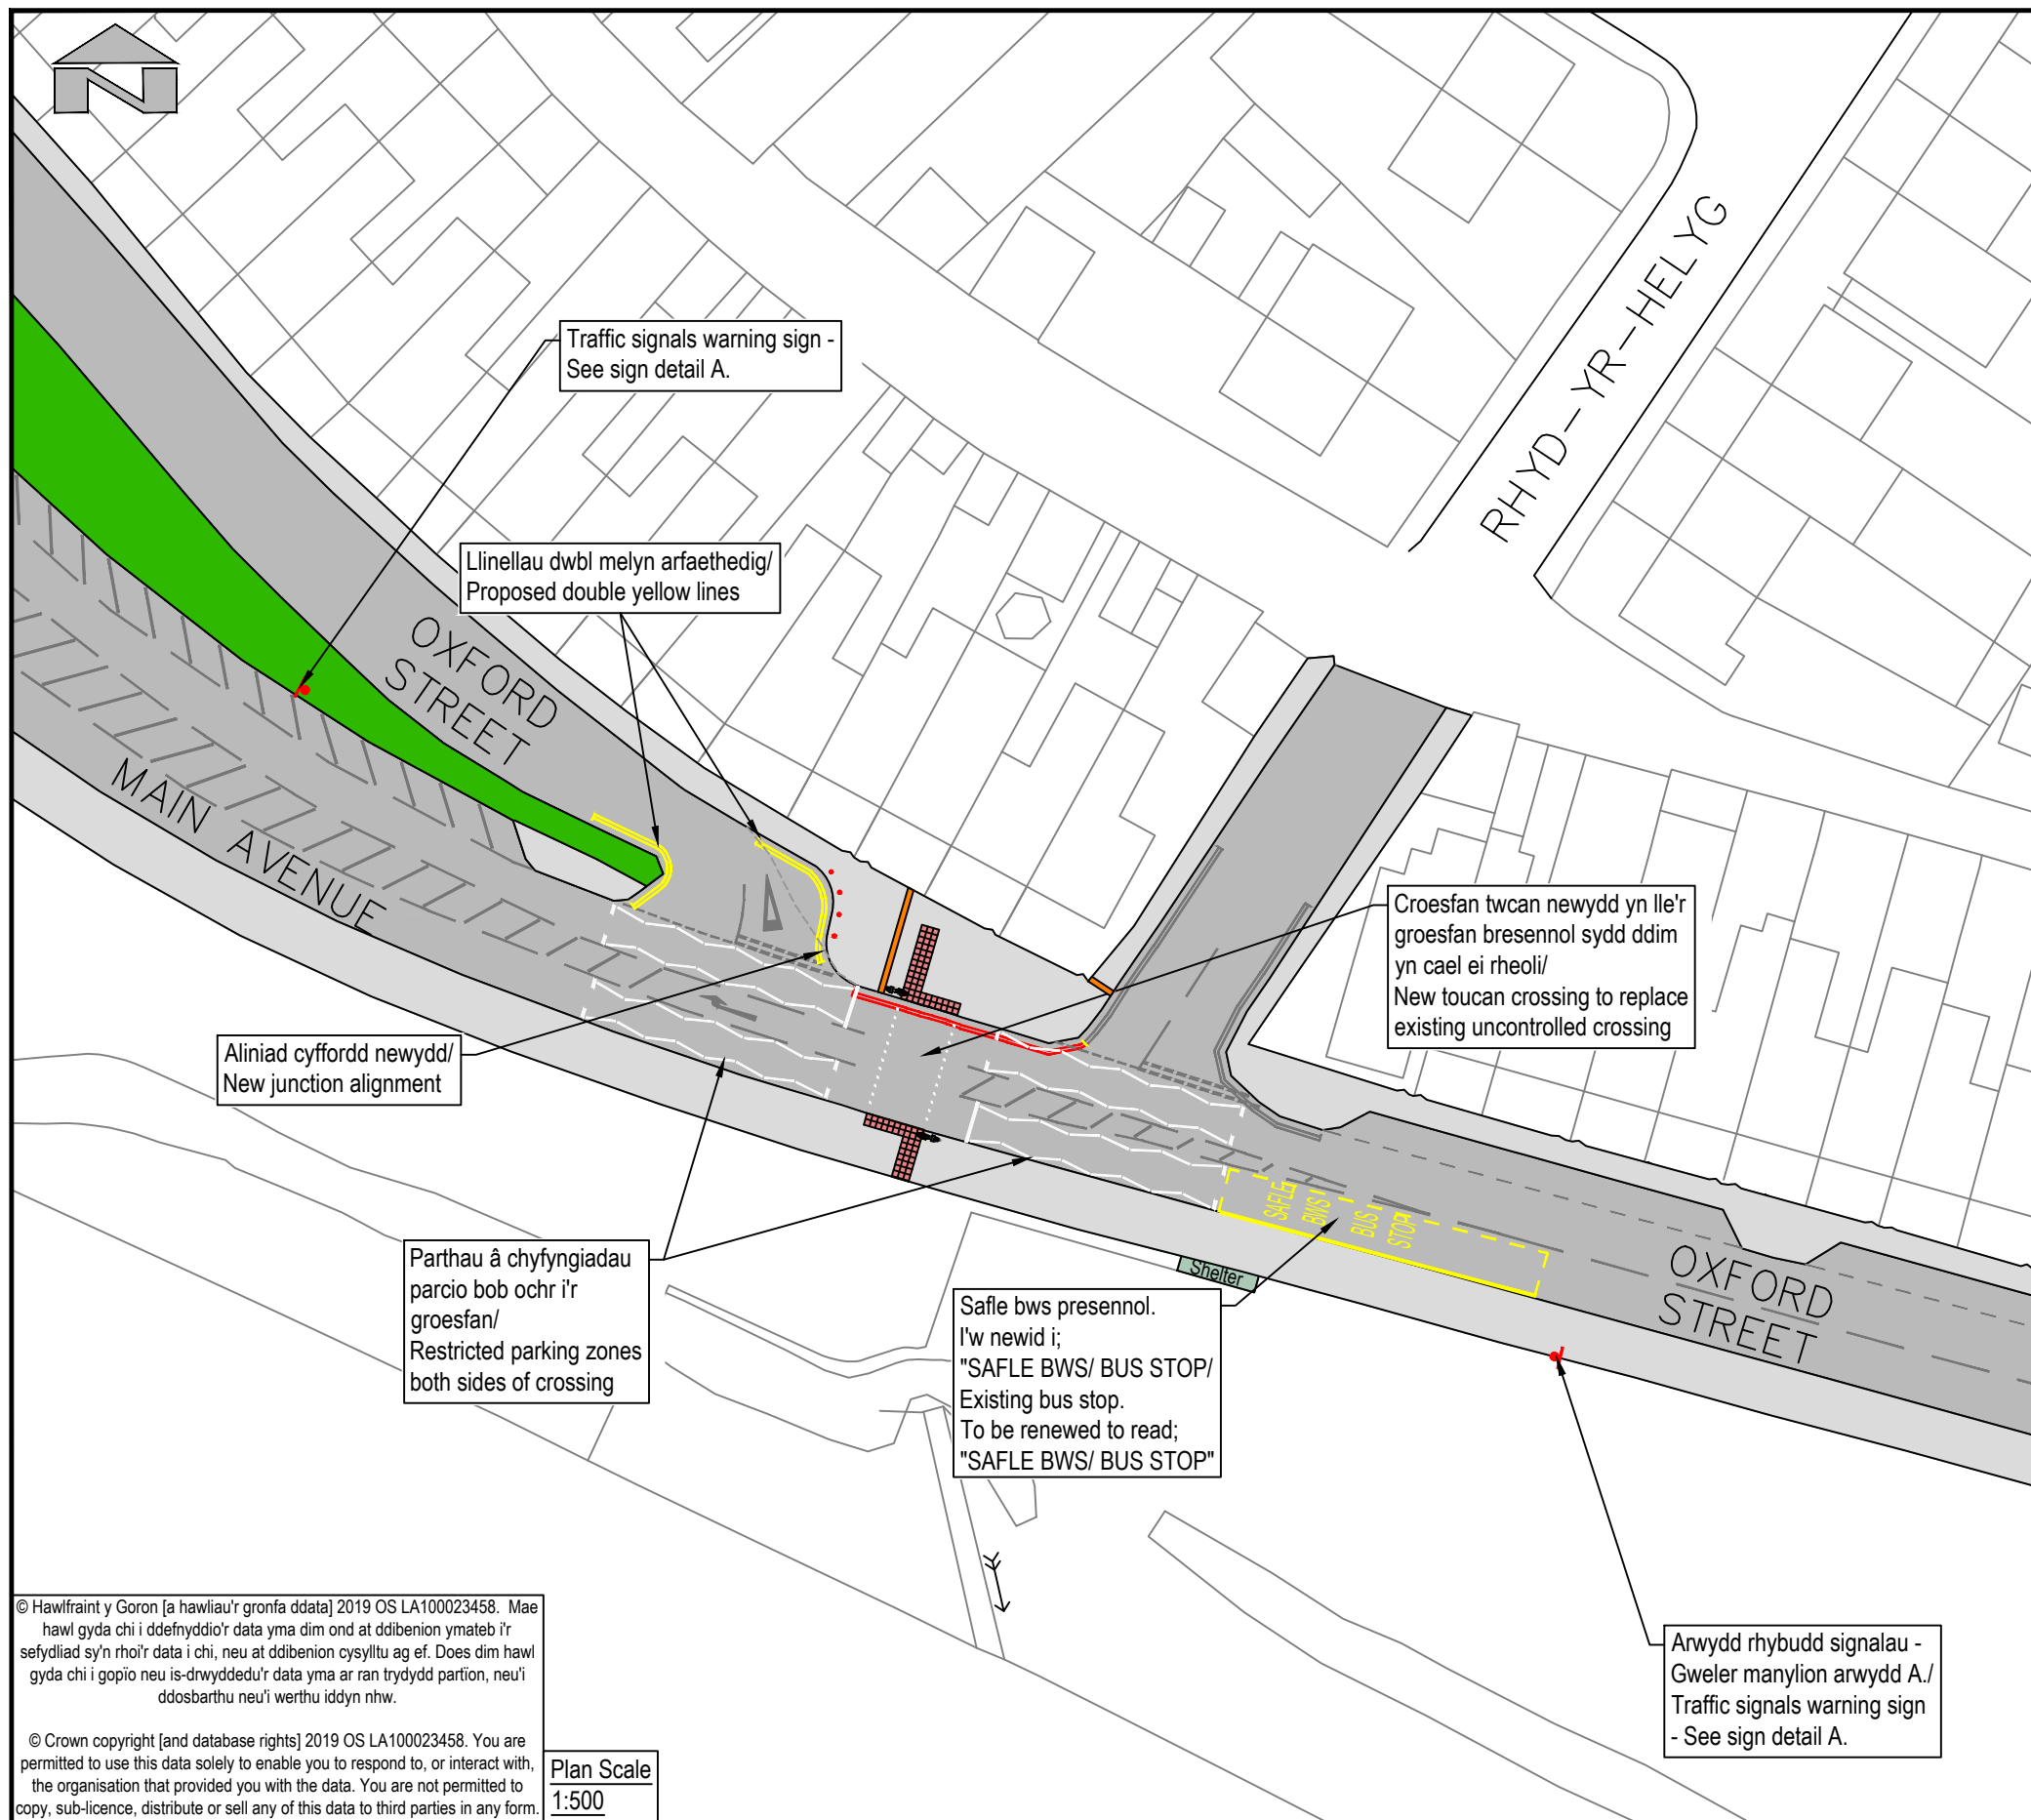 Traffic signals warning sign -
See sign detail A.
RHYD-YR-HELYG
Llinellau dwbl melyn arfaethedig/
Proposed double yellow lines
OXFORD
STREET
MAIN AVENUE
Croesfan twcan newydd yn lle'r
groesfan bresennol sydd ddim
yn cael ei rheoli/
New toucan crossing to replace
existing uncontrolled crossing
Aliniad cyffordd newydd/
New junction alignment
SAFLE
BWS
BUS
STOP
Parthau â chyfyngiadau
parcio bob ochr i'r
groesfan/
Restricted parking zones
both sides of crossing
Shelter
OXFORD
STREET
Safle bws presennol.
I'w newid i;
"SAFLE BWS/ BUS STOP/
Existing bus stop.
To be renewed to read;
"SAFLE BWS/ BUS STOP"
Arwydd rhybudd signalau -
Gweler manylion arwydd A./
Traffic signals warning sign
- See sign detail A.
© Hawlfraint y Goron [a hawliau'r gronfa ddata] 2019 OS LA100023458. Mae
hawl gyda chi i ddefnyddio'r data yma dim ond at ddibenion ymateb i'r
sefydliad sy'n rhoi'r data i chi, neu at ddibenion cysylltu ag ef. Does dim hawl
gyda chi i gopïo neu is-drwyddedu'r data yma ar ran trydydd partïon, neu'i
ddosbarthu neu'i werthu iddyn nhw.
© Crown copyright [and database rights] 2019 OS LA100023458. You are
permitted to use this data solely to enable you to respond to, or interact with,
the organisation that provided you with the data. You are not permitted to
copy, sub-licence, distribute or sell any of this data to third parties in any form.
Plan Scale
1:500